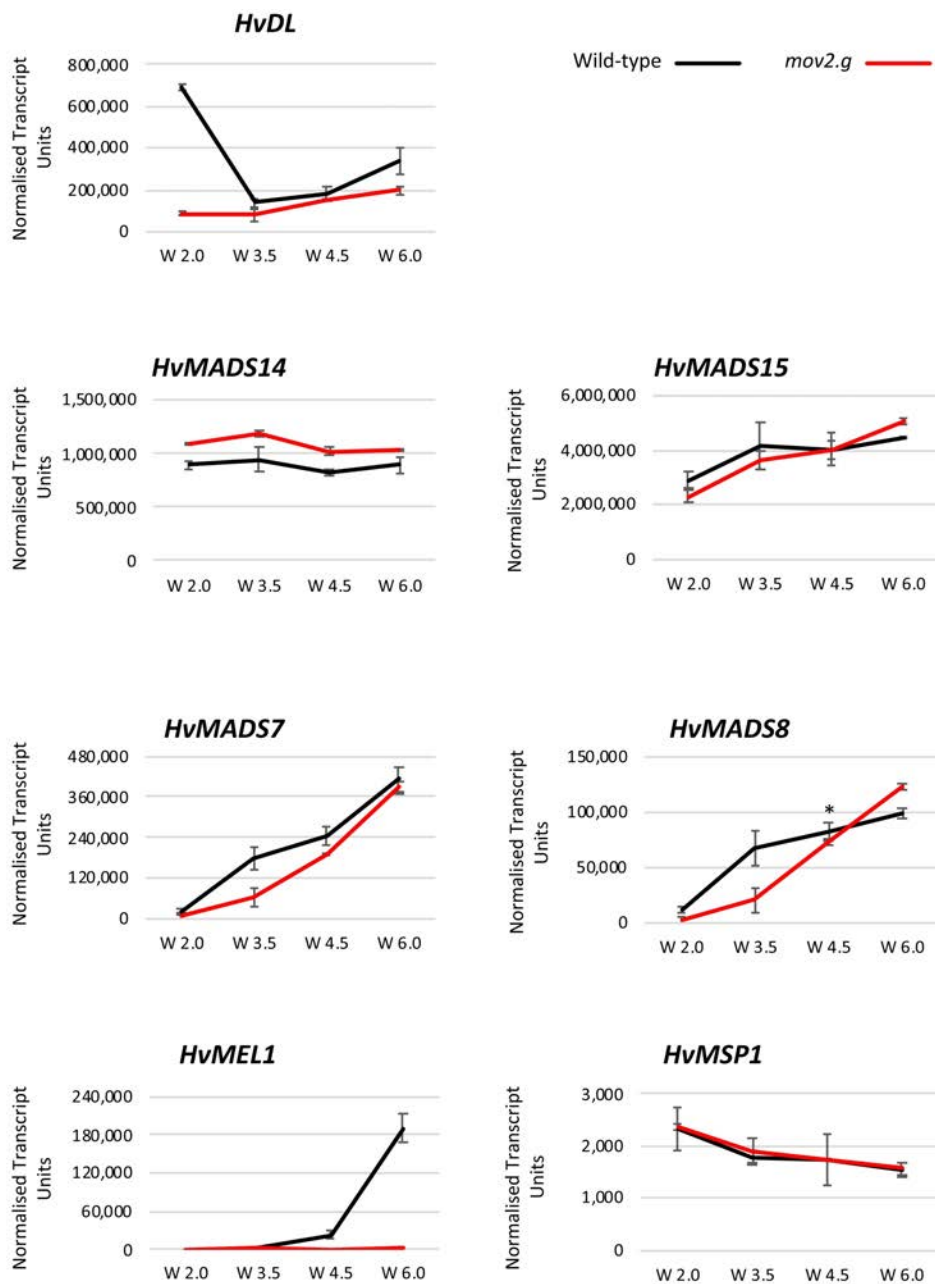 HvDL
Wild-type
mov2.g
Normalised Transcript
Units
800,000
600,000
400,000
200,000
0
W 2.0
W 3.5
W 4.5
W 6.0
HvMADS14
Normalised Transcript
Units
1,500,000
1,000,000
500,000
0
W 2.0
W 3.5
W 4.5
W 6.0
HvMADS15
Normalised Transcript
Units
6,000,000
4,000,000
2,000,000
0
W 2.0
W 3.5
W 4.5
W 6.0
HvMADS7
Normalised Transcript
Units
480,000
360,000
240,000
120,000
0
W 2.0
W 3.5
W 4.5
W 6.0
HvMADS8
Normalised Transcript
Units
150,000
100,000
50,000
0
*
W 2.0
W 3.5
W 4.5
W 6.0
HvMEL1
Normalised Transcript
Units
240,000
180,000
120,000
60,000
0
W 2.0
W 3.5
W 4.5
W 6.0
HvMSP1
Normalised Transcript
Units
3,000
2,000
1,000
0
W 2.0
W 3.5
W 4.5
W 6.0